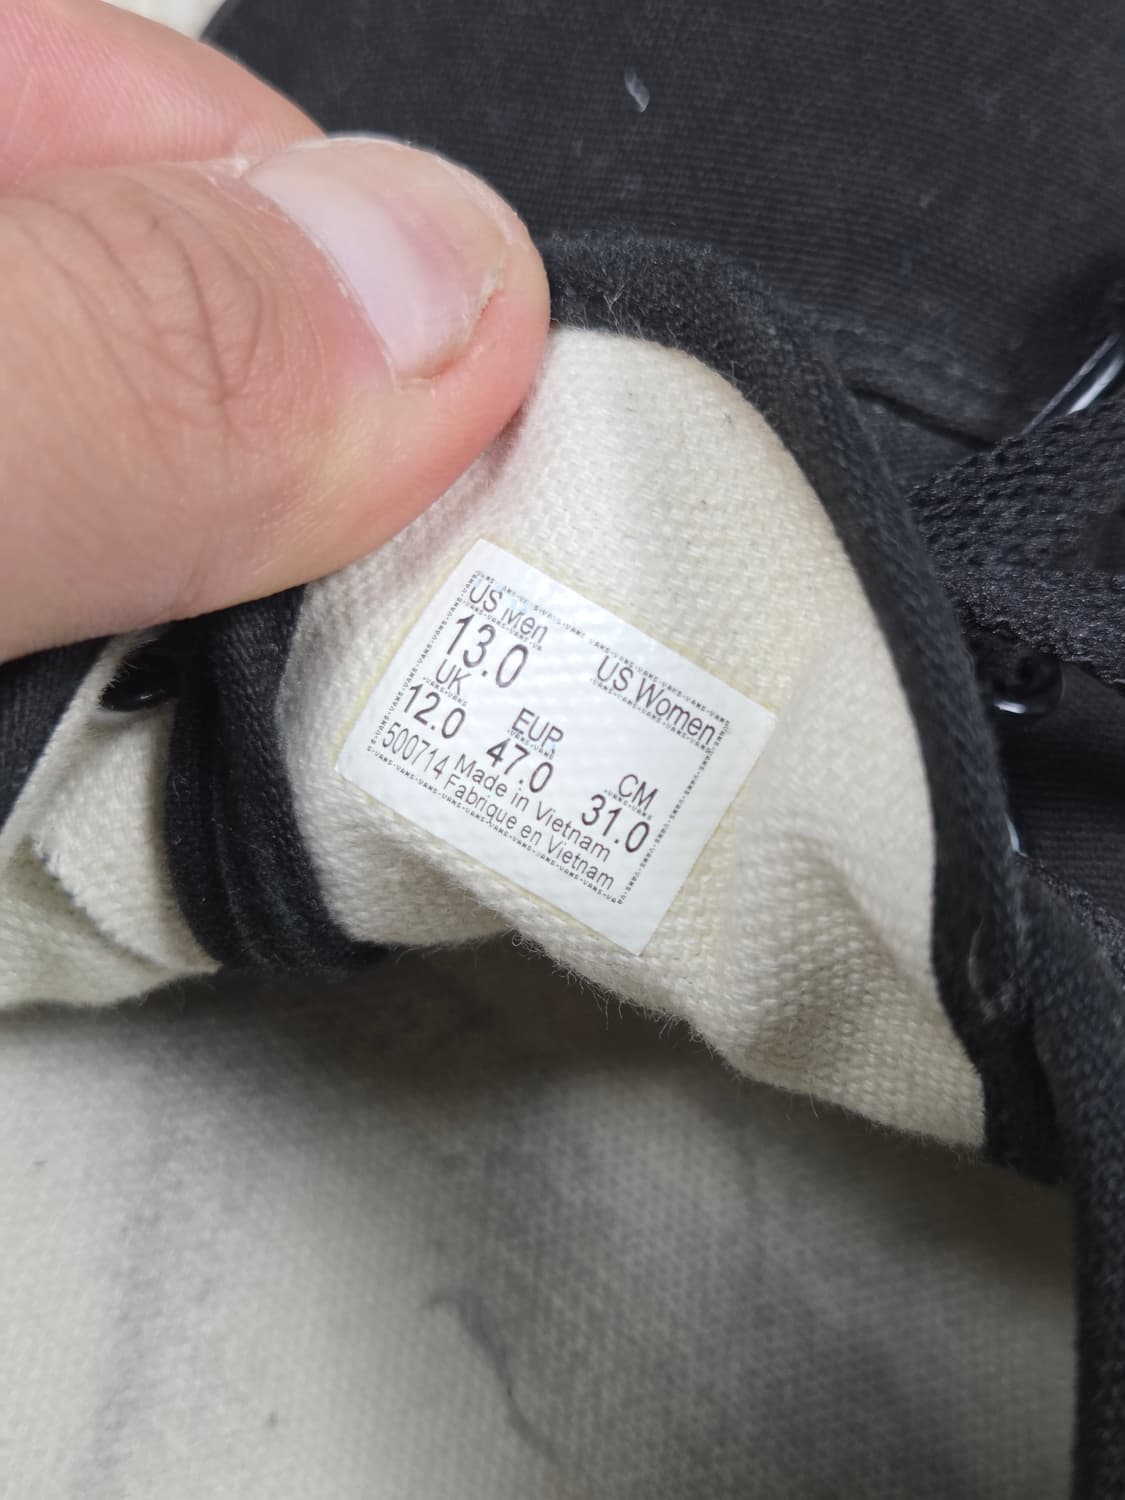 US Men
13.0
US Women
UK
12.0
EUP
47.0
CM
31.0
500714
Made in Vietnam
Fabrique en Vietnam